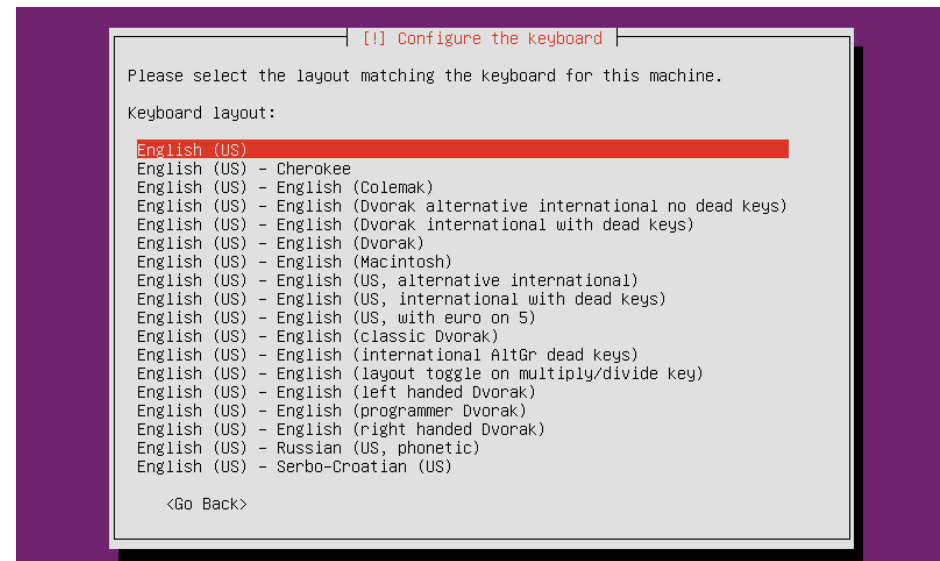 [!] Configure the keyboard
Please select the layout matching the keyboard for this machine.
Keyboard layout:
English (US)
English (US) - Cherokee
English (US) - English (Colemak)
English (US) - English (Dvorak alternative international no dead keys)
English (US) - English (Dvorak international with dead keys)
English (US) - English (Dvorak)
English (US) - English (Macintosh)
English (US) - English (US, alternative international)
English (US) - English (US, international with dead keys)
English (US) - English (US, with euro on 5)
English (US) - English (classic Dvorak)
English (US) - English (international AltGr dead keys)
English (US) - English (layout toggle on multiply/divide key)
English (US) - English (left handed Dvorak)
English (US) - English (programmer Dvorak)
English (US) - English (right handed Dvorak)
English (US) - Russian (US, phonetic)
English (US) - Serbo-Croatian (US)
<Go Back>